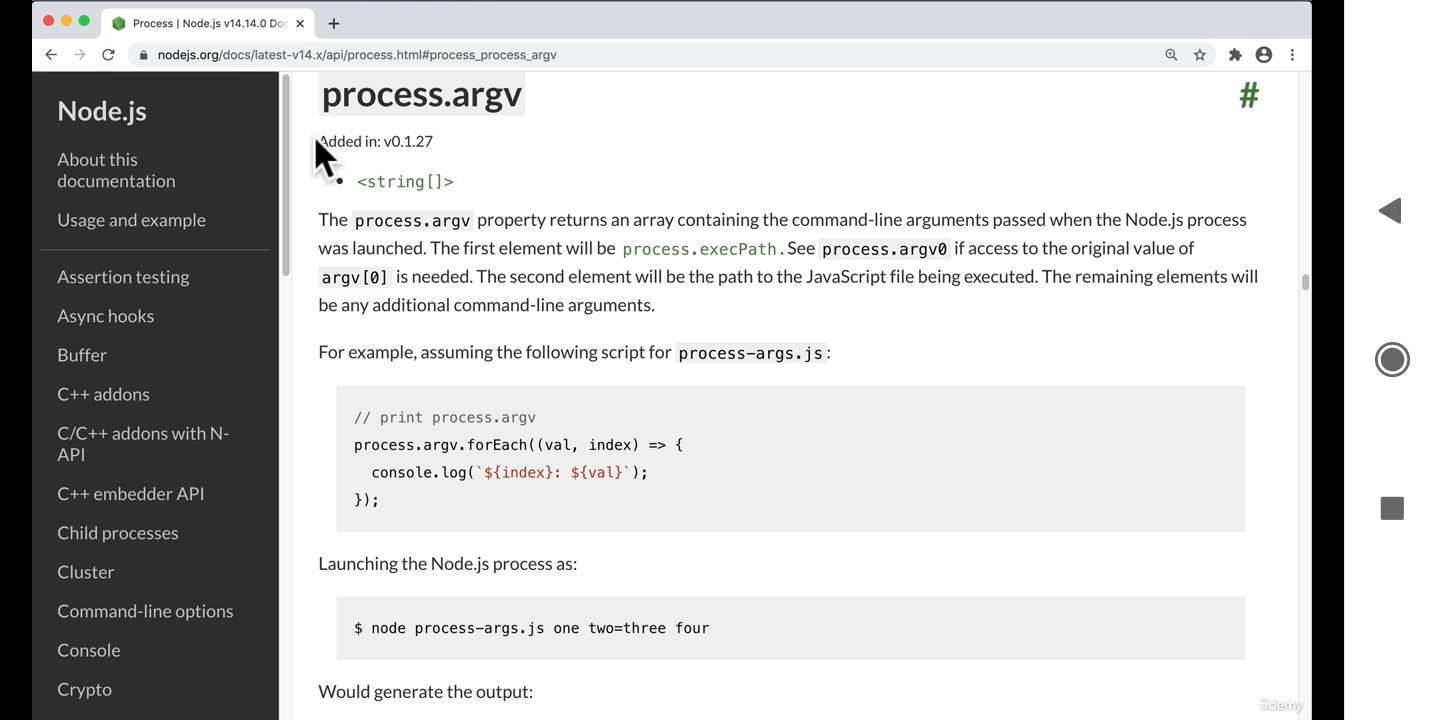 Process | Node.js v14.14.0 Doc
nodejs.org/docs/latest-v14.x/api/process.html#process_process_argv
Node.js
About this
documentation
Usage and example
Assertion testing
Async hooks
Buffer
C++ addons
C/C++ addons with N-
API
C++ embedder API
Child processes
Cluster
Command-line options
Console
Crypto
process.argv
#
Added in: v0.1.27
<string[]>
The process.argv property returns an array containing the command-line arguments passed when the Node.js process
was launched. The first element will be process.execPath. See process.argv0 if access to the original value of
argv[0] is needed. The second element will be the path to the JavaScript file being executed. The remaining elements will
be any additional command-line arguments.
For example, assuming the following script for process-args.js:
// print process.argv
process.argv.forEach((val, index) => {
console.log(`${index}: ${val}`);
});
Launching the Node.js process as:
$ node process-args.js one two=three four
Would generate the output:
ûdemy